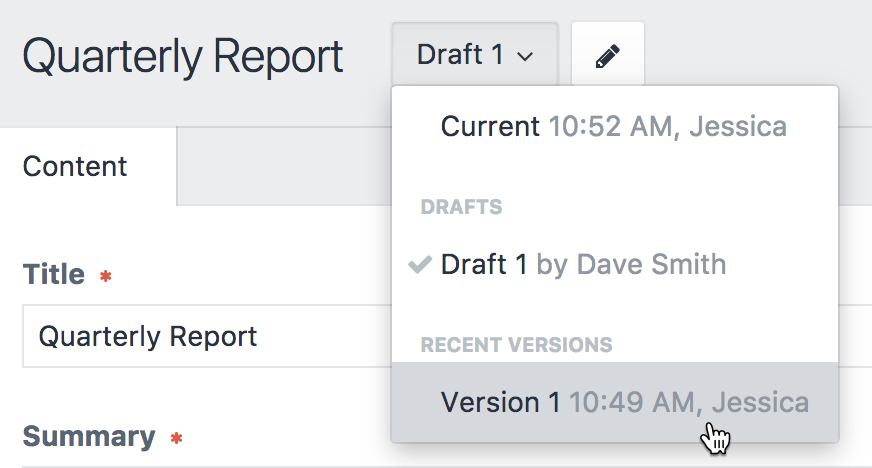 Quarterly Report
Draft 1
Current 10:52 AM, Jessica
Content
DRAFTS
Draft 1 by Dave Smith
Title *
Quarterly Report
RECENT VERSIONS
Version 1 10:49 AM, Jessica
Summary *